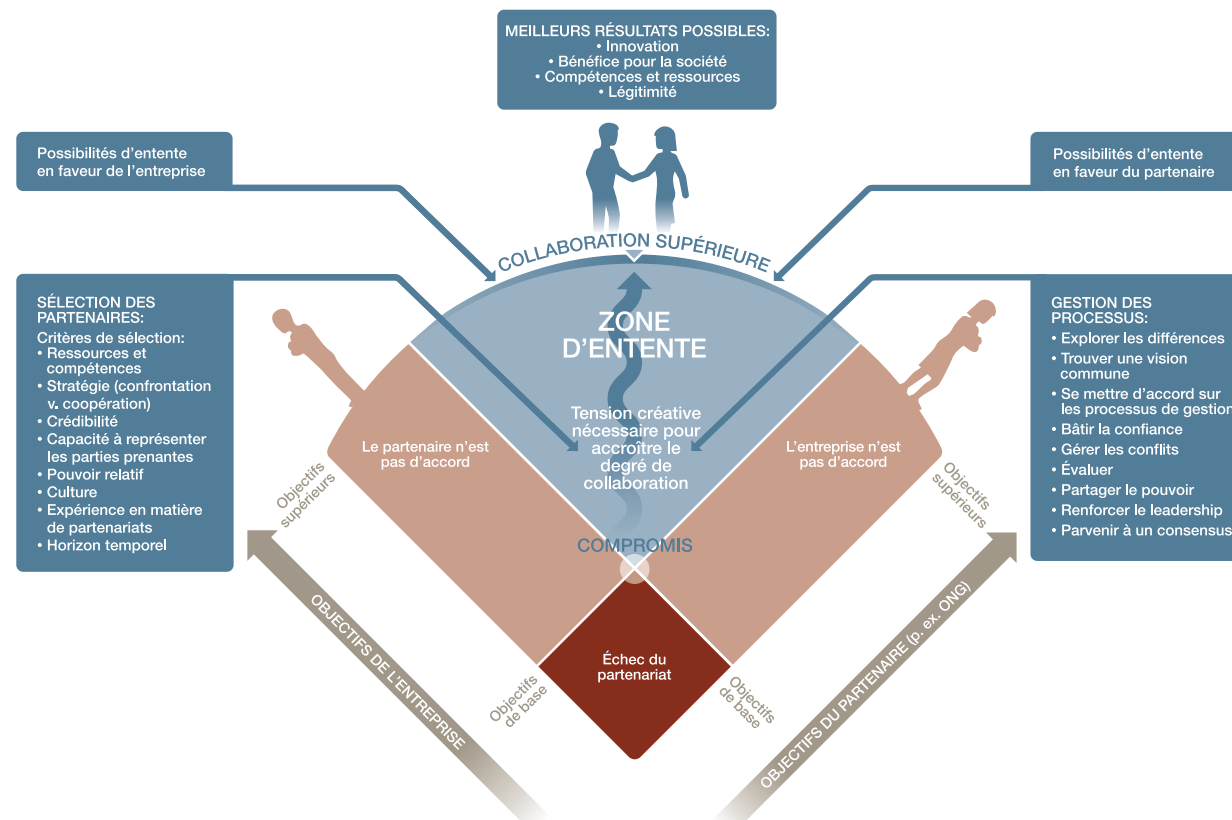 MEILLEURS RÉSULTATS POSSIBLES:
• Innovation
• Bénéfice pour la société
• Compétences et ressources
• Légitimité
Possibilités d'entente
en faveur de l'entreprise
Possibilités d'entente
en faveur du partenaire
COLLABORATION SUPÉRIEURE
SÉLECTION DES
PARTENAIRES:
Critères de sélection:
• Ressources et
compétences
• Stratégie (confrontation
v. coopération)
• Crédibilité
• Capacité à représenter
les parties prenantes
• Pouvoir relatif
• Culture
• Expérience en matière
de partenariats
• Horizon temporel
ZONE
D'ENTENTE
Tension créative
nécessaire pour
accroître le
degré de
collaboration
COMPROMIS
Le partenaire n'est
pas d'accord
L'entreprise n'est
pas d'accord
GESTION DES
PROCESSUS:
• Explorer les différences
• Trouver une vision
commune
• Se mettre d'accord sur
les processus de gestion
• Bâtir la confiance
• Gérer les conflits
• Évaluer
• Partager le pouvoir
• Renforcer le leadership
• Parvenir à un consensus
Objectifs
supérieurs
Objectifs
supérieurs
Échec du
partenariat
Objectifs
de base
Objectifs
de base
OBJECTIFS DE L'ENTREPRISE
OBJECTIFS DU PARTENAIRE (p. ex. ONG)